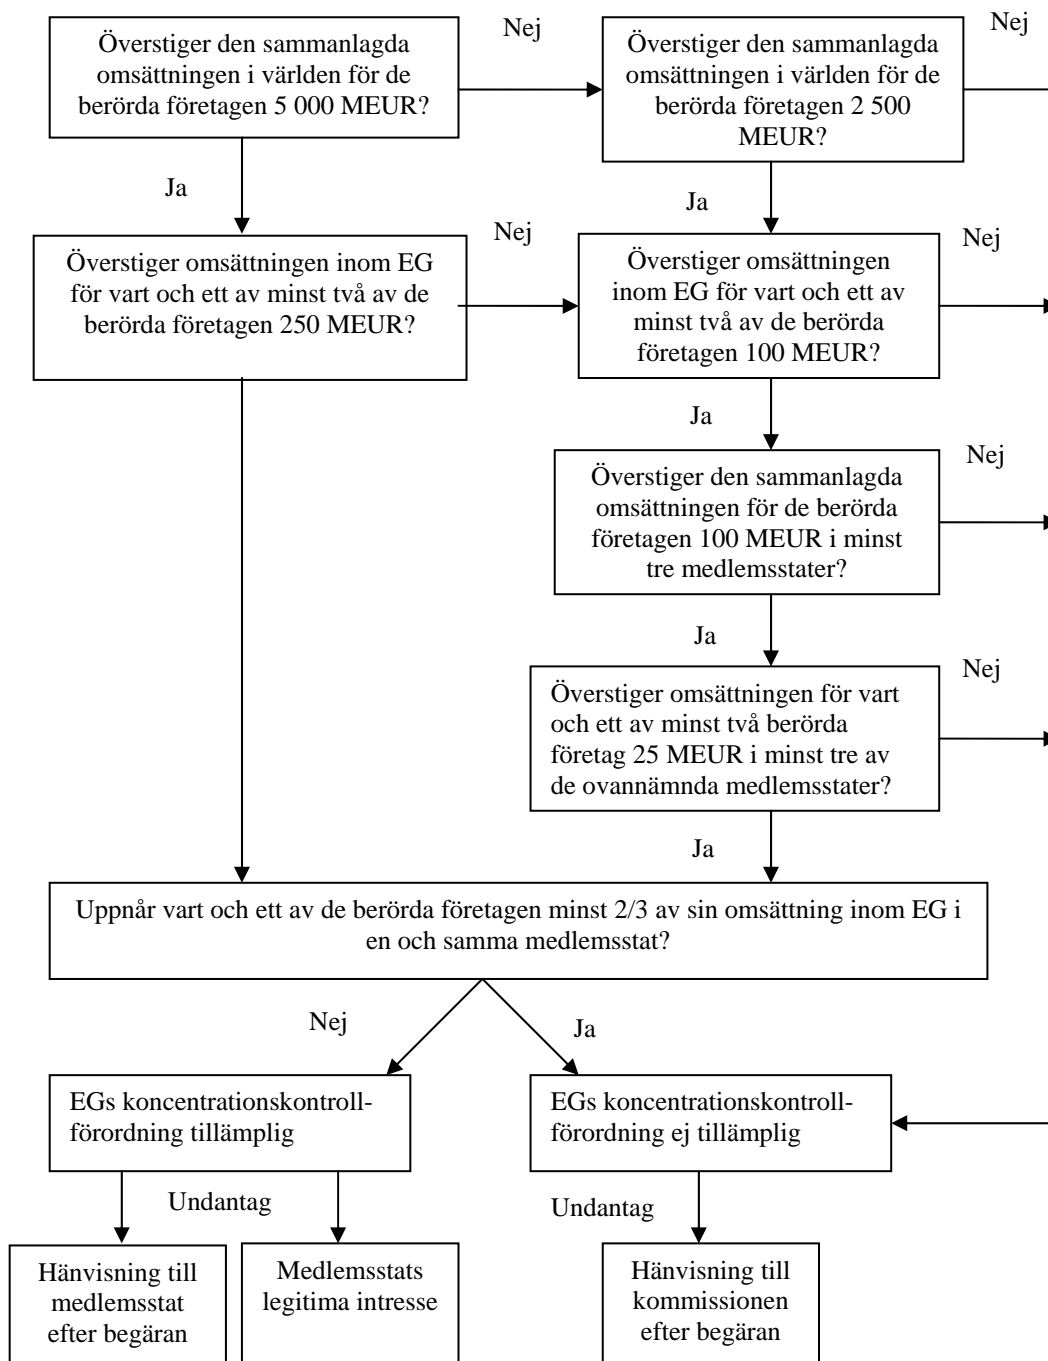 Överstiger den sammanlagda
omsättningen i världen för de
berörda företagen 5 000 MEUR?
Nej
Överstiger den sammanlagda
omsättningen i världen för de
berörda företagen 2 500
MEUR?
Nej
Ja
Ja
Överstiger omsättningen inom EG
för vart och ett av minst två av de
berörda företagen 250 MEUR?
Nej
Överstiger omsättningen
inom EG för vart och ett av
minst två av de berörda
företagen 100 MEUR?
Nej
Ja
Överstiger den sammanlagda
omsättningen för de berörda
företagen 100 MEUR i minst
tre medlemsstater?
Nej
Ja
Överstiger omsättningen för vart
och ett av minst två berörda
företag 25 MEUR i minst tre av
de ovannämnda medlemsstater?
Nej
Ja
Uppnår vart och ett av de berörda företagen minst 2/3 av sin omsättning inom EG i
en och samma medlemsstat?
Nej
Ja
EGs koncentrationskontroll-
förordning tillämplig
EGs koncentrationskontroll-
förordning ej tillämplig
Undantag
Undantag
Hänvisning till
medlemsstat
efter begäran
Medlemsstats
legitima intresse
Hänvisning till
kommissionen
efter begäran